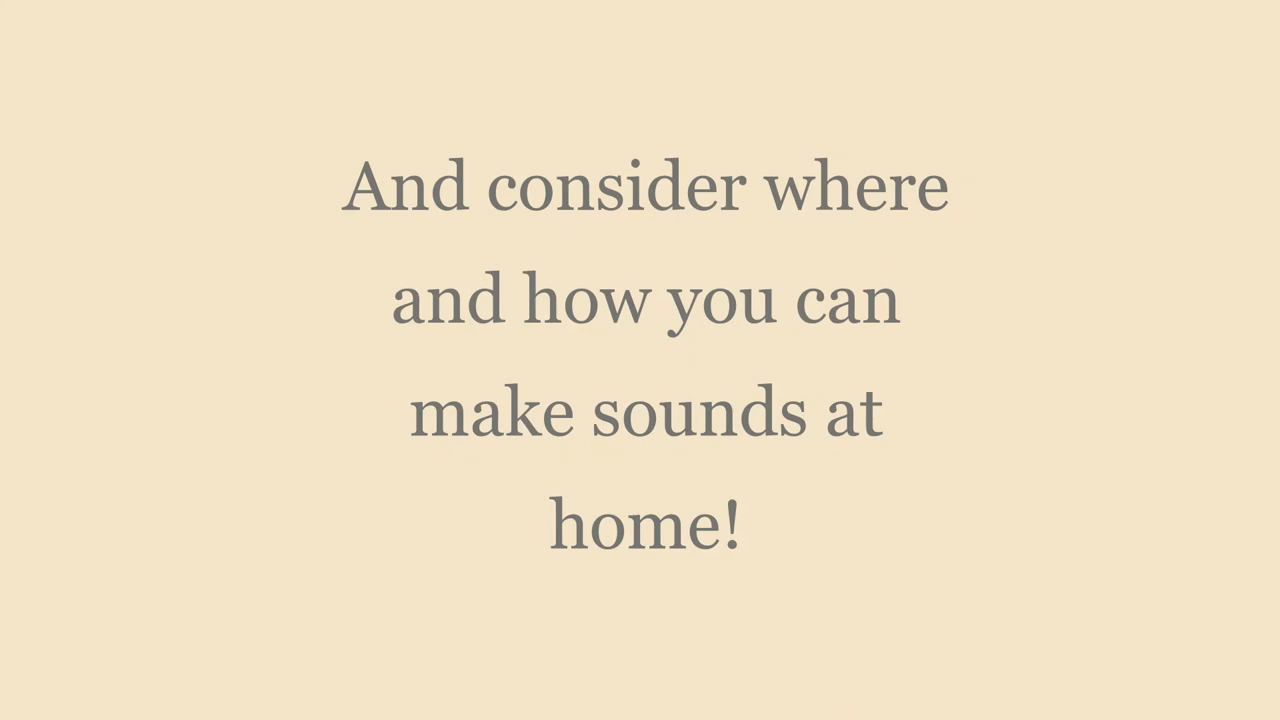 And consider where
and how you can
make sounds at
home!